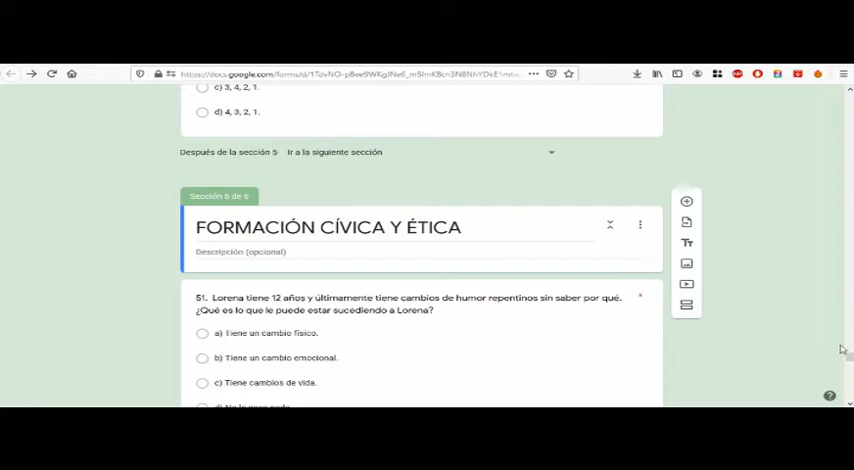 c) 3, 4, 2, 1.
d) 4, 3, 2, 1.
Después de la sección 5 Ir a la siguiente sección
Sección 6 de 6
FORMACIÓN CÍVICA Y ÉTICA
Descripción (opcional)
51. Lorena tiene 12 años y últimamente tiene cambios de humor repentinos sin saber por qué. *
¿Qué es lo que le puede estar sucediendo a Lorena?
a) Tiene un cambio físico.
b) Tiene un cambio emocional.
c) Tiene cambios de vida.